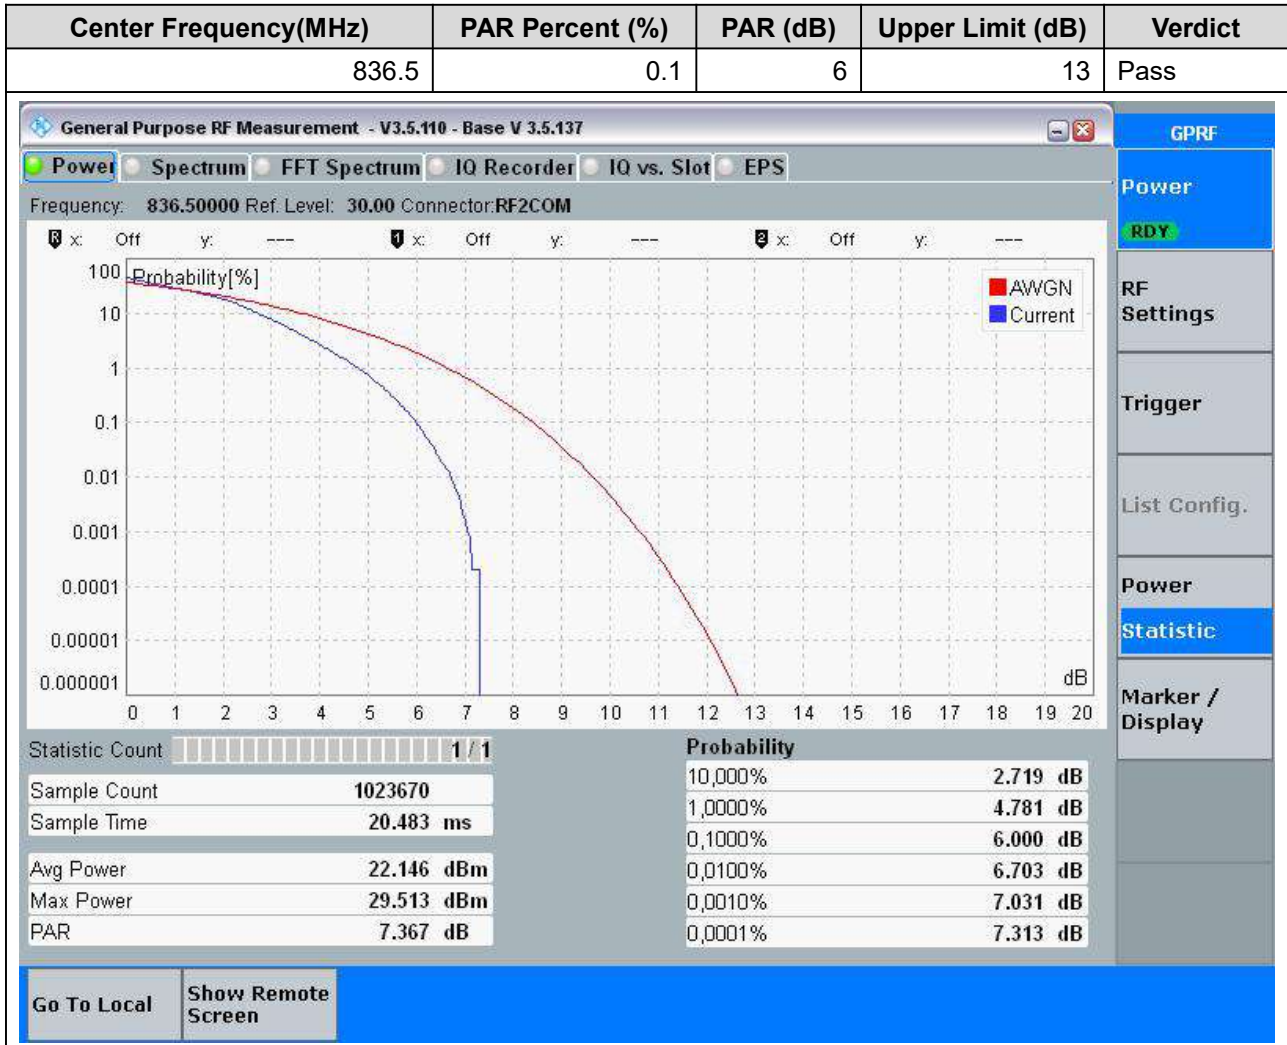 Center Frequency(MHz) PAR Percent (%) PAR (dB) Upper Limit (dB) Verdict
836.5 0.1 6 13 Pass
General Purpose RF Measurement - V3.5.110 - Base V 3.5.137
GPRF
Power Spectrum FFT Spectrum IQ Recorder IQ vs. Slot EPS
Power
RDY
Frequency: 836.50000 Ref. Level: 30.00 Connector:RF2COM
R x: Off y: --- 1 x: Off y: --- 2 x: Off y: ---
Probability[%]
AWGN
Current
100
10
1
0.1
0.01
0.001
0.0001
0.00001
0.000001
dB
0 1 2 3 4 5 6 7 8 9 10 11 12 13 14 15 16 17 18 19 20
RF
Settings
Trigger
List Config.
Power
Statistic
Marker /
Display
Statistic Count 1 / 1
Sample Count 1023670
Sample Time 20.483 ms
Avg Power 22.146 dBm
Max Power 29.513 dBm
PAR 7.367 dB
Probability
10,000% 2.719 dB
1,0000% 4.781 dB
0,1000% 6.000 dB
0,0100% 6.703 dB
0,0010% 7.031 dB
0,0001% 7.313 dB
Go To Local
Show Remote
Screen